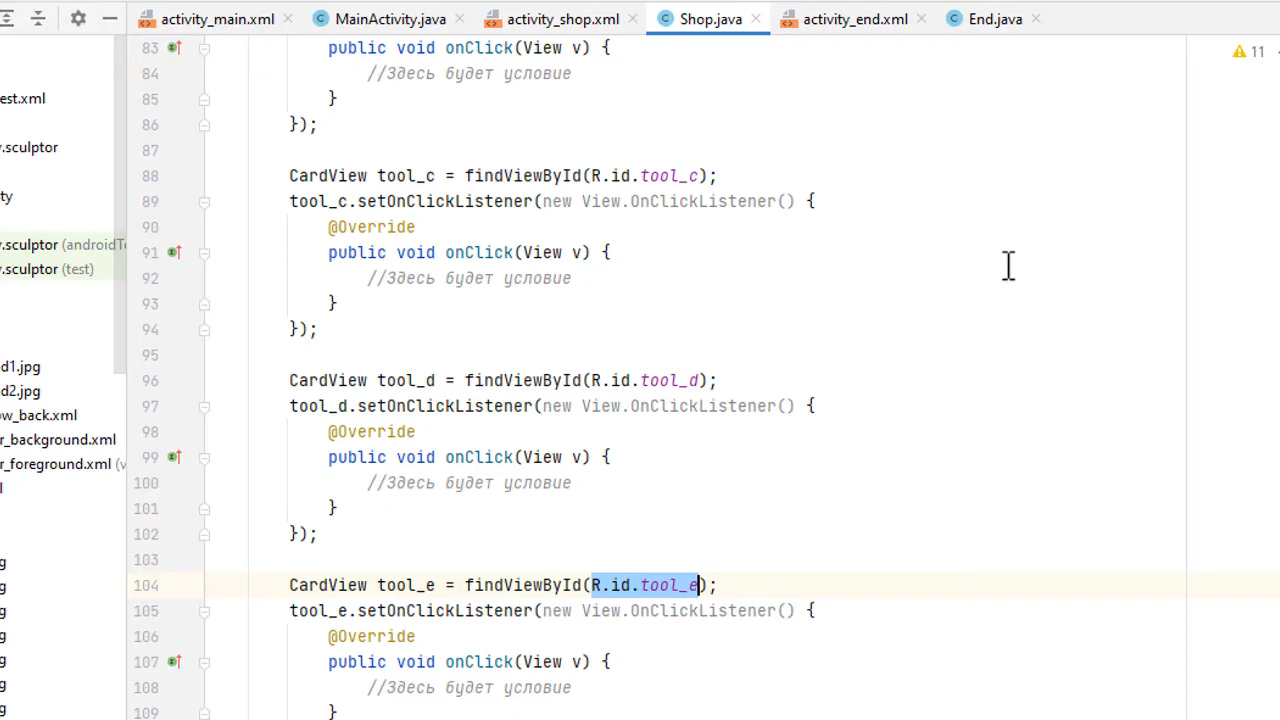 activity_main.xml MainActivity.java activity_shop.xml Shop.java activity_end.xml End.java
83 public void onClick(View v) {
84 //Здесь будет условие
85 }
86 });
87
88 CardView tool_c = findViewById(R.id.tool_c);
89 tool_c.setOnClickListener(new View.OnClickListener() {
90 @Override
91 public void onClick(View v) {
92 //Здесь будет условие
93 }
94 });
95
96 CardView tool_d = findViewById(R.id.tool_d);
97 tool_d.setOnClickListener(new View.OnClickListener() {
98 @Override
99 public void onClick(View v) {
100 //Здесь будет условие
101 }
102 });
103
104 CardView tool_e = findViewById(R.id.tool_e);
105 tool_e.setOnClickListener(new View.OnClickListener() {
106 @Override
107 public void onClick(View v) {
108 //Здесь будет условие
109 }
11
est.xml
.sculptor
ty
.sculptor (androidTe
.sculptor (test)
d1.jpg
d2.jpg
ow_back.xml
r_background.xml
r_foreground.xml (v
l
g
g
g
g
g
g
g